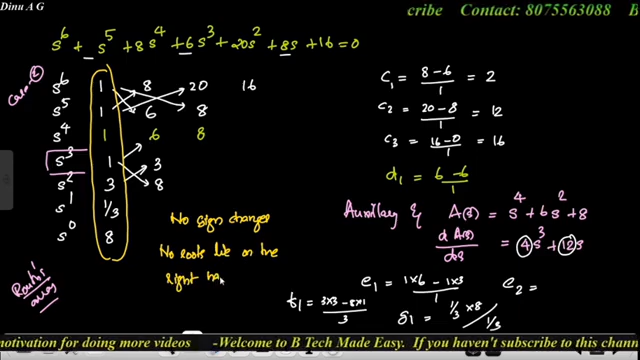 Dinu A G
cribe Contact: 8075563088 B
s⁶ + s⁵ + 8s⁴ + 6s³ + 20s² + 8s + 16 = 0
Case-2
s⁶ 1 8 20 16
s⁵ 1 6 8
s⁴ 1 6 8
s³ 1 3
s² 3 8
s¹ 1/3
s⁰ 8
Routh's array
No sign changes
No roots lie on the
right ha
c₁ = (8-6)/1 = 2
c₂ = (20-8)/1 = 12
c₃ = (16-0)/1 = 16
d₁ = (6-6)/1
Auxiliary A(s) = s⁴ + 6s² + 8
d A(s)/ds = 4s³ + 12s
e₁ = (1×6 - 1×3)/1 e₂ =
f₁ = (3×3 - 8×1)/3 g₁ = (1/3 × 8)/(1/3)
motivation for doing more videos -Welcome to B Tech Made Easy. If you haven't subscribe to this chann